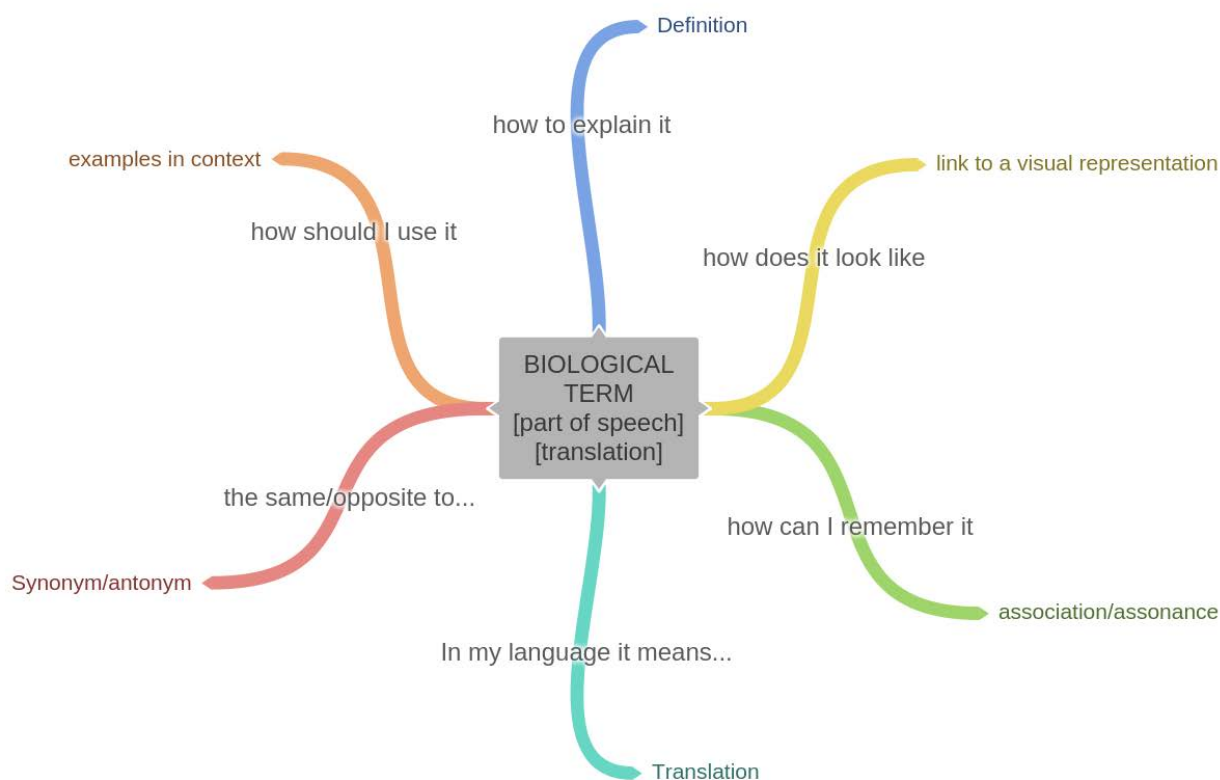 Definition
how to explain it
examples in context
link to a visual representation
how should I use it
how does it look like
BIOLOGICAL
TERM
[part of speech]
[translation]
the same/opposite to...
how can I remember it
Synonym/antonym
association/assonance
In my language it means...
Translation